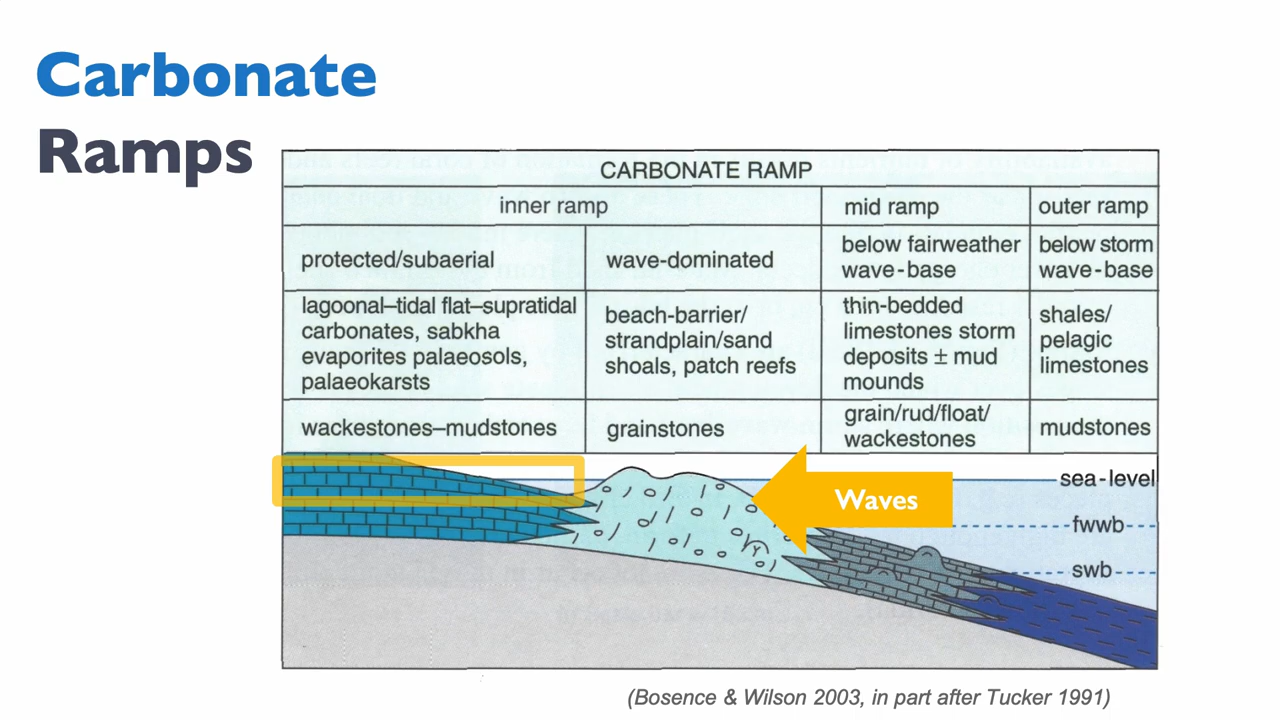 Carbonate
Ramps
CARBONATE RAMP
inner ramp
mid ramp
outer ramp
protected/subaerial
wave-dominated
below fairweather
wave-base
below storm
wave-base
lagoonal–tidal flat–supratidal
carbonates, sabkha
evaporites palaeosols,
palaeokarsts
beach-barrier/
strandplain/sand
shoals, patch reefs
thin-bedded
limestones storm
deposits ± mud
mounds
shales/
pelagic
limestones
wackestones–mudstones
grainstones
grain/rud/float/
wackestones
mudstones
sea-level
Waves
fwwb
swb
(Bosence & Wilson 2003, in part after Tucker 1991)